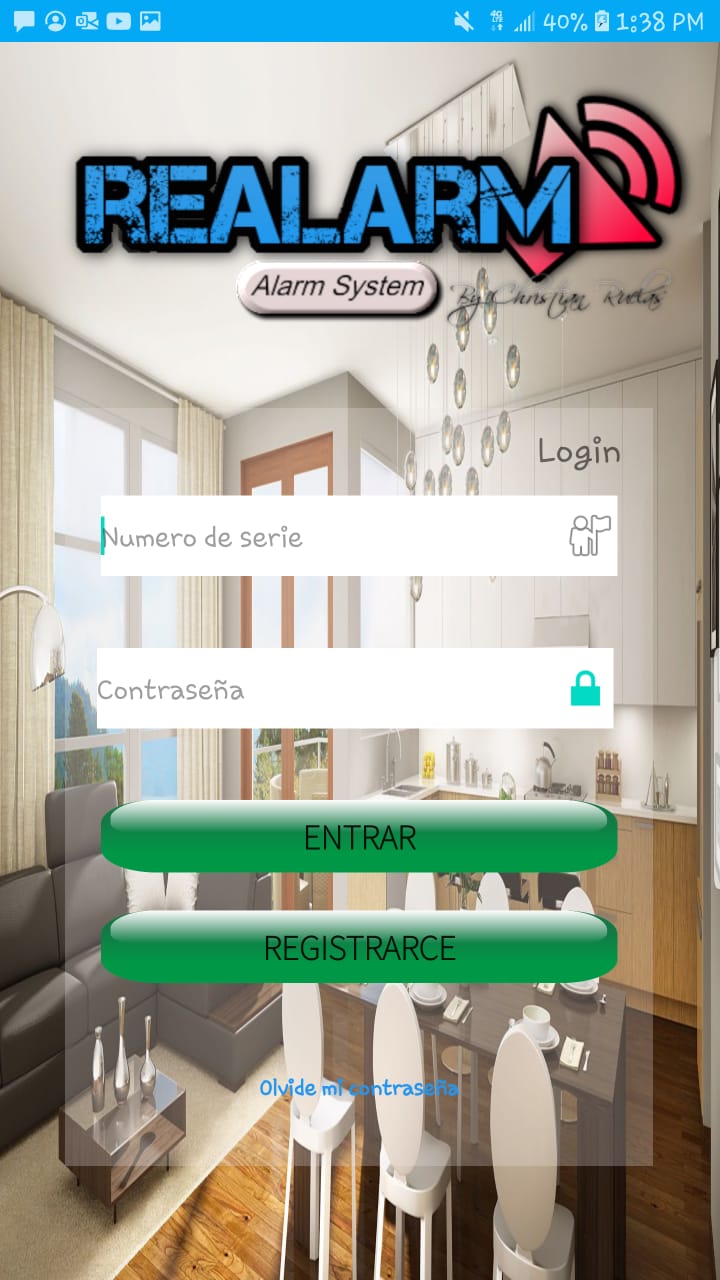 40% 1:38 PM
REALARM
Alarm System
By: Christian Ruelas
Login
Numero de serie
Contraseña
ENTRAR
REGISTRARCE
Olvide mi contraseña